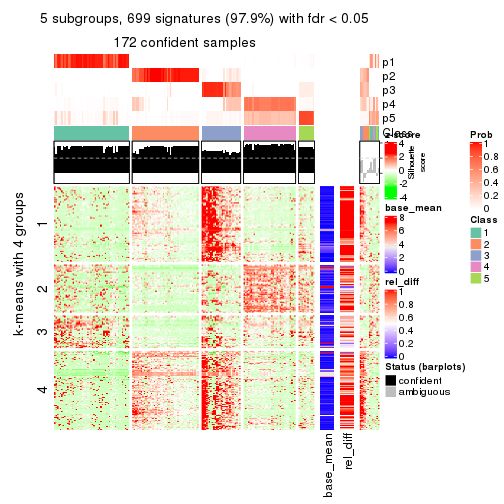 5 subgroups, 699 signatures (97.9%) with fdr < 0.05
172 confident samples
p1
p2
p3
p4
p5
Class
Silhouette
score
k-means with 4 groups
1
2
3
4
base_mean
rel_diff
z-score
4
2
0
-2
-4
base_mean
8
6
4
2
0
rel_diff
1
0.8
0.6
0.4
0.2
0
Status (barplots)
confident
ambiguous
Prob
1
0.8
0.6
0.4
0.2
0
Class
1
2
3
4
5